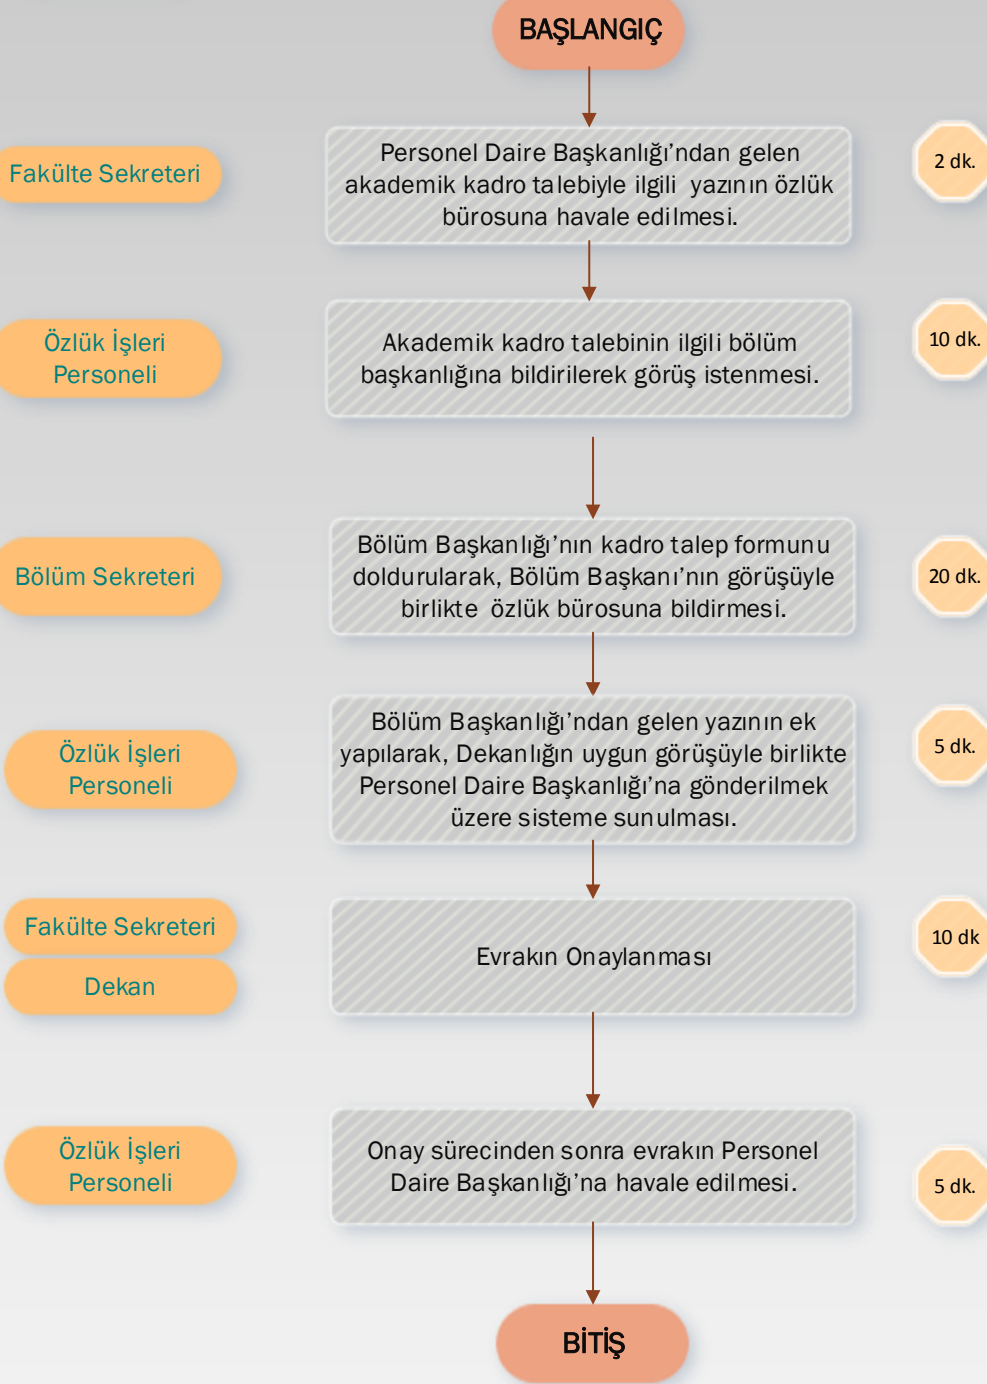 BAŞLANGIÇ
Fakülte Sekreteri
Personel Daire Başkanlığı’ndan gelen
akademik kadro talebiyle ilgili yazının özlük
bürosuna havale edilmesi.
2 dk.
Özlük İşleri
Personeli
Akademik kadro talebinin ilgili bölüm
başkanlığına bildirilerek görüş istenmesi.
10 dk.
Bölüm Sekreteri
Bölüm Başkanlığı’nın kadro talep formunu
doldurularak, Bölüm Başkanı’nın görüşüyle
birlikte özlük bürosuna bildirmesi.
20 dk.
Özlük İşleri
Personeli
Bölüm Başkanlığı’ndan gelen yazının ek
yapılarak, Dekanlığın uygun görüşüyle birlikte
Personel Daire Başkanlığı’na gönderilmek
üzere sisteme sunulması.
5 dk.
Fakülte Sekreteri
Dekan
Evrakın Onaylanması
10 dk
Özlük İşleri
Personeli
Onay sürecinden sonra evrakın Personel
Daire Başkanlığı’na havale edilmesi.
5 dk.
BİTİŞ